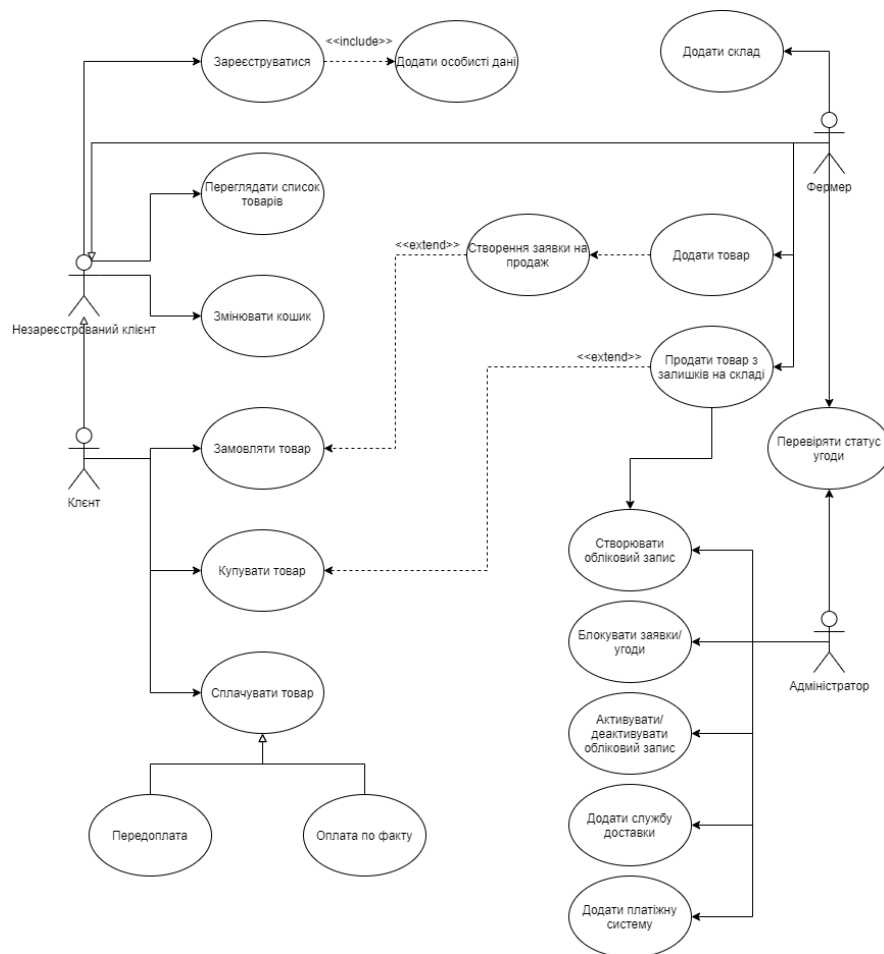 <<include>>
Зареєструватися
Додати особисті дані
Додати склад
Фермер
Переглядати список
товарів
<<extend>>
Створення заявки на
продаж
Додати товар
Незареєстрований клієнт
Змінювати кошик
<<extend>>
Продати товар з
залишків на складі
Замовляти товар
Перевіряти статус
угоди
Клєнт
Створювати
обліковий запис
Купувати товар
Блокувати заявки/
угоди
Адміністратор
Сплачувати товар
Активувати/
деактивувати
обліковий запис
Передоплата
Оплата по факту
Додати службу
доставки
Додати платіжну
систему